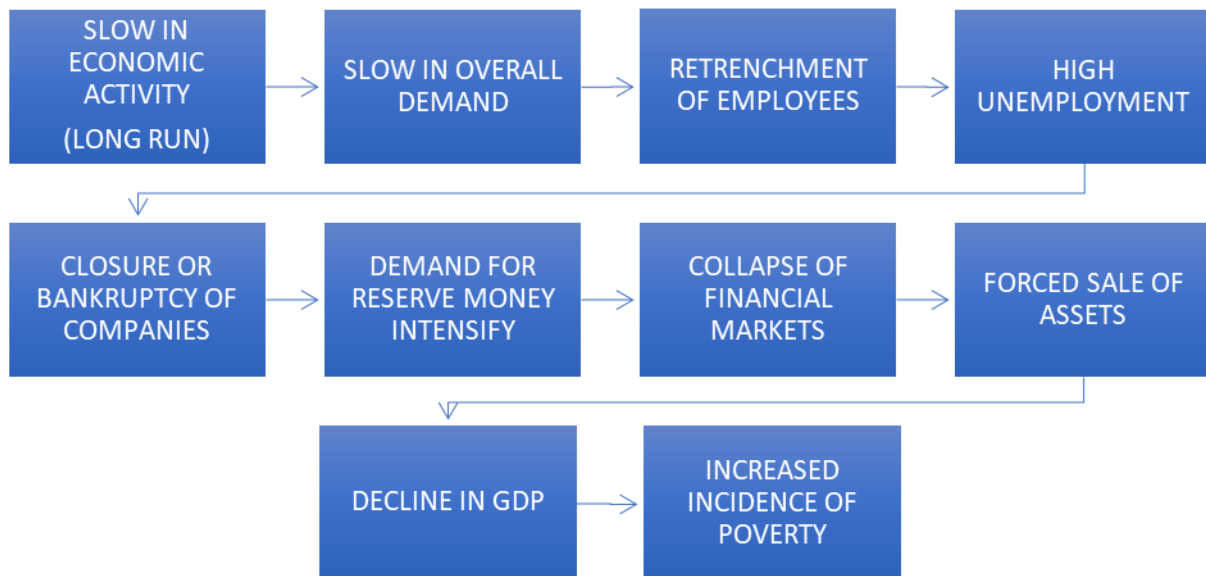 SLOW IN
ECONOMIC
ACTIVITY
(LONG RUN)
SLOW IN OVERALL
DEMAND
RETRENCHMENT
OF EMPLOYEES
HIGH
UNEMPLOYMENT
CLOSURE OR
BANKRUPTCY OF
COMPANIES
DEMAND FOR
RESERVE MONEY
INTENSIFY
COLLAPSE OF
FINANCIAL
MARKETS
FORCED SALE OF
ASSETS
DECLINE IN GDP
INCREASED
INCIDENCE OF
POVERTY